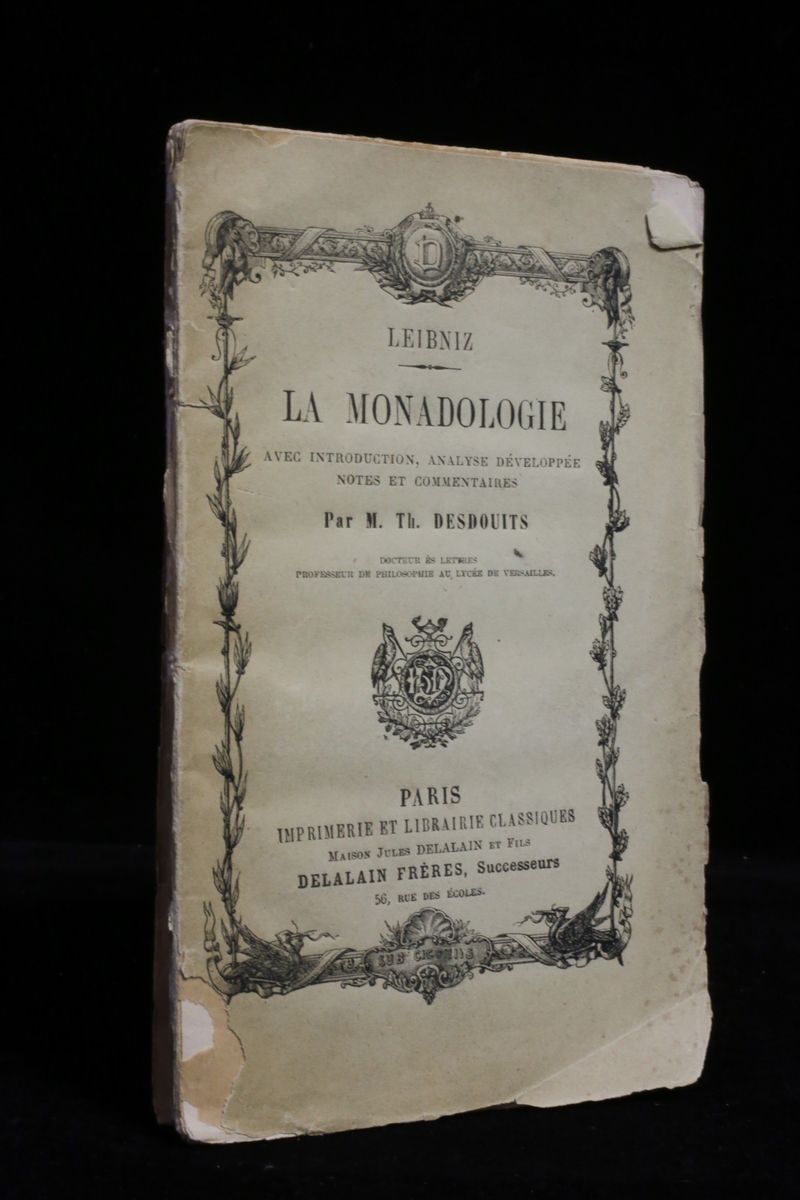 D
LEIBNIZ
LA MONADOLOGIE
AVEC INTRODUCTION, ANALYSE DÉVELOPPÉE
NOTES ET COMMENTAIRES
Par M. Th. DESDOUITS
DOCTEUR ÈS LETTRES
PROFESSEUR DE PHILOSOPHIE AU LYCÉE DE VERSAILLES.
PARIS
IMPRIMERIE ET LIBRAIRIE CLASSIQUES
MAISON JULES DELALAIN ET FILS
DELALAIN FRÈRES, Successeurs
56, RUE DES ÉCOLES.
SUB CICONIIS